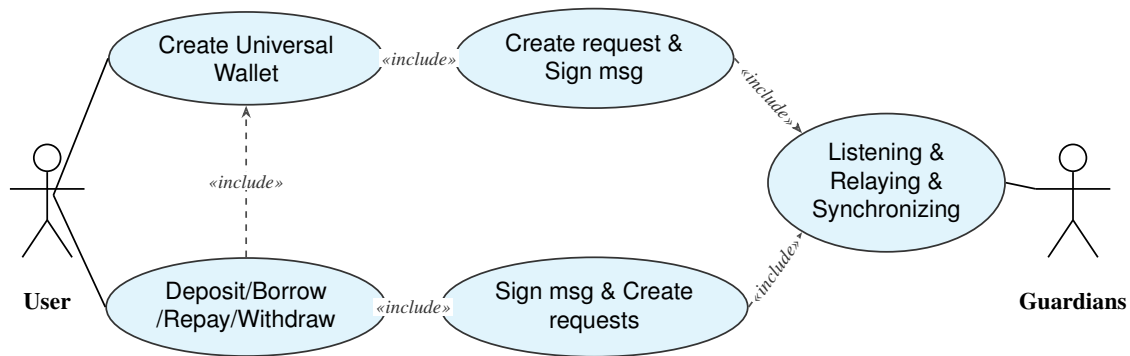 Create Universal
Wallet
«include»
Create request &
Sign msg
«include»
Listening &
Relaying &
Synchronizing
«include»
User
Deposit/Borrow
/Repay/Withdraw
«include»
Sign msg & Create
requests
«include»
Guardians